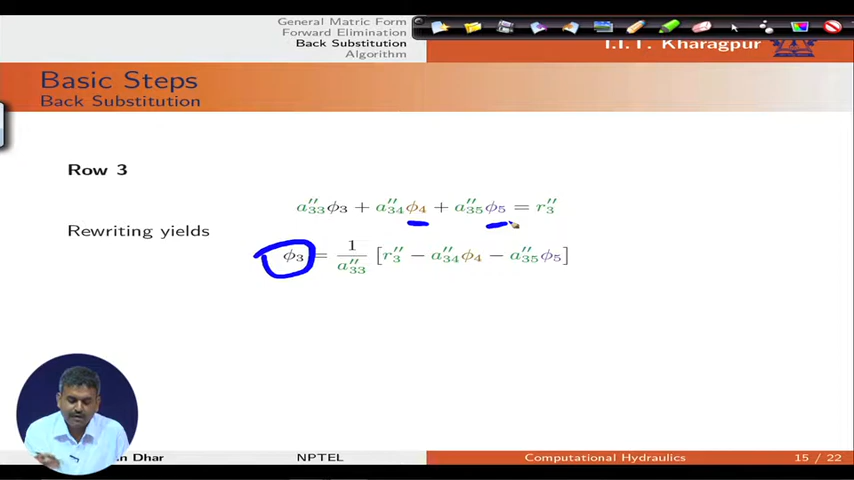 General Matric Form
Forward Elimination
Back Substitution
Algorithm
I.I.T. Kharagpur
Basic Steps
Back Substitution
Row 3
a''₃₃ϕ₃ + a''₃₄ϕ₄ + a''₃₅ϕ₅ = r''₃
Rewriting yields
ϕ₃ = 1/a''₃₃ [r''₃ − a''₃₄ϕ₄ − a''₃₅ϕ₅]
Dhar NPTEL Computational Hydraulics 15 / 22